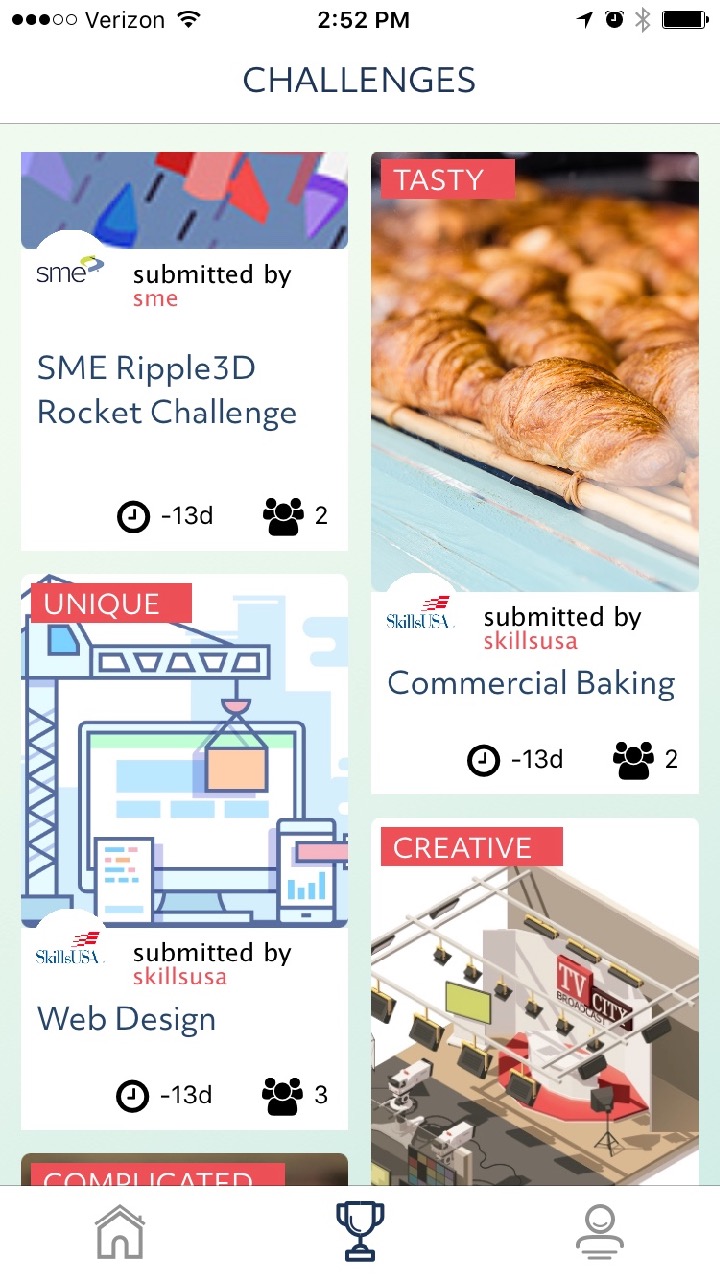 Verizon
2:52 PM
CHALLENGES
sme
submitted by
sme
SME Ripple3D
Rocket Challenge
-13d
2
UNIQUE
SkillsUSA
submitted by
skillsusa
Web Design
-13d
3
COMPLICATED
TASTY
SkillsUSA
submitted by
skillsusa
Commercial Baking
-13d
2
CREATIVE
TV CITY
BROADCAST